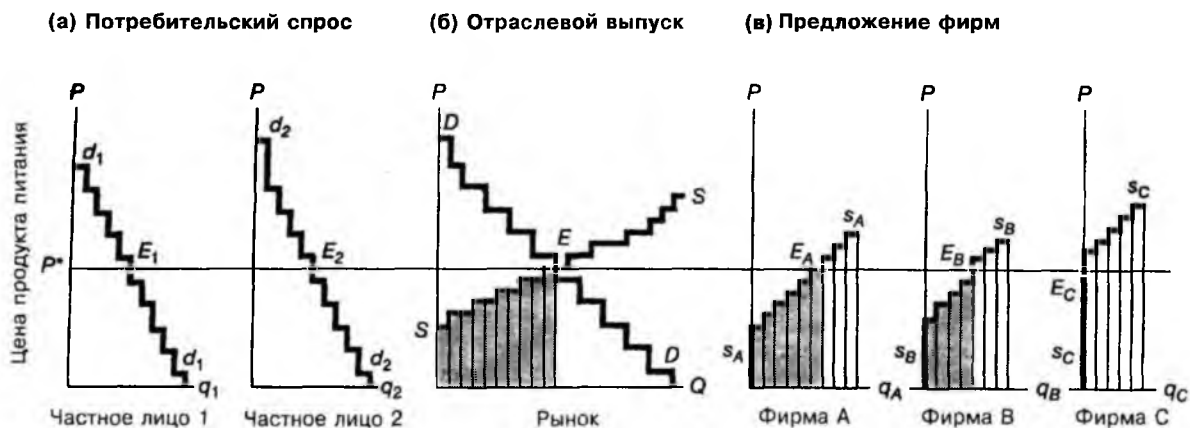 (а) Потребительский спрос
(б) Отраслевой выпуск
(в) Предложение фирм
P P P P P P
Цена продукта питания
d1 d2 D S sA sB sC
E1 E2 E EA EB
P*
EC
S sA sB sC
d1 d2 D
q1 q2 Q qA qB qC
Частное лицо 1
Частное лицо 2
Рынок
Фирма А
Фирма В
Фирма С